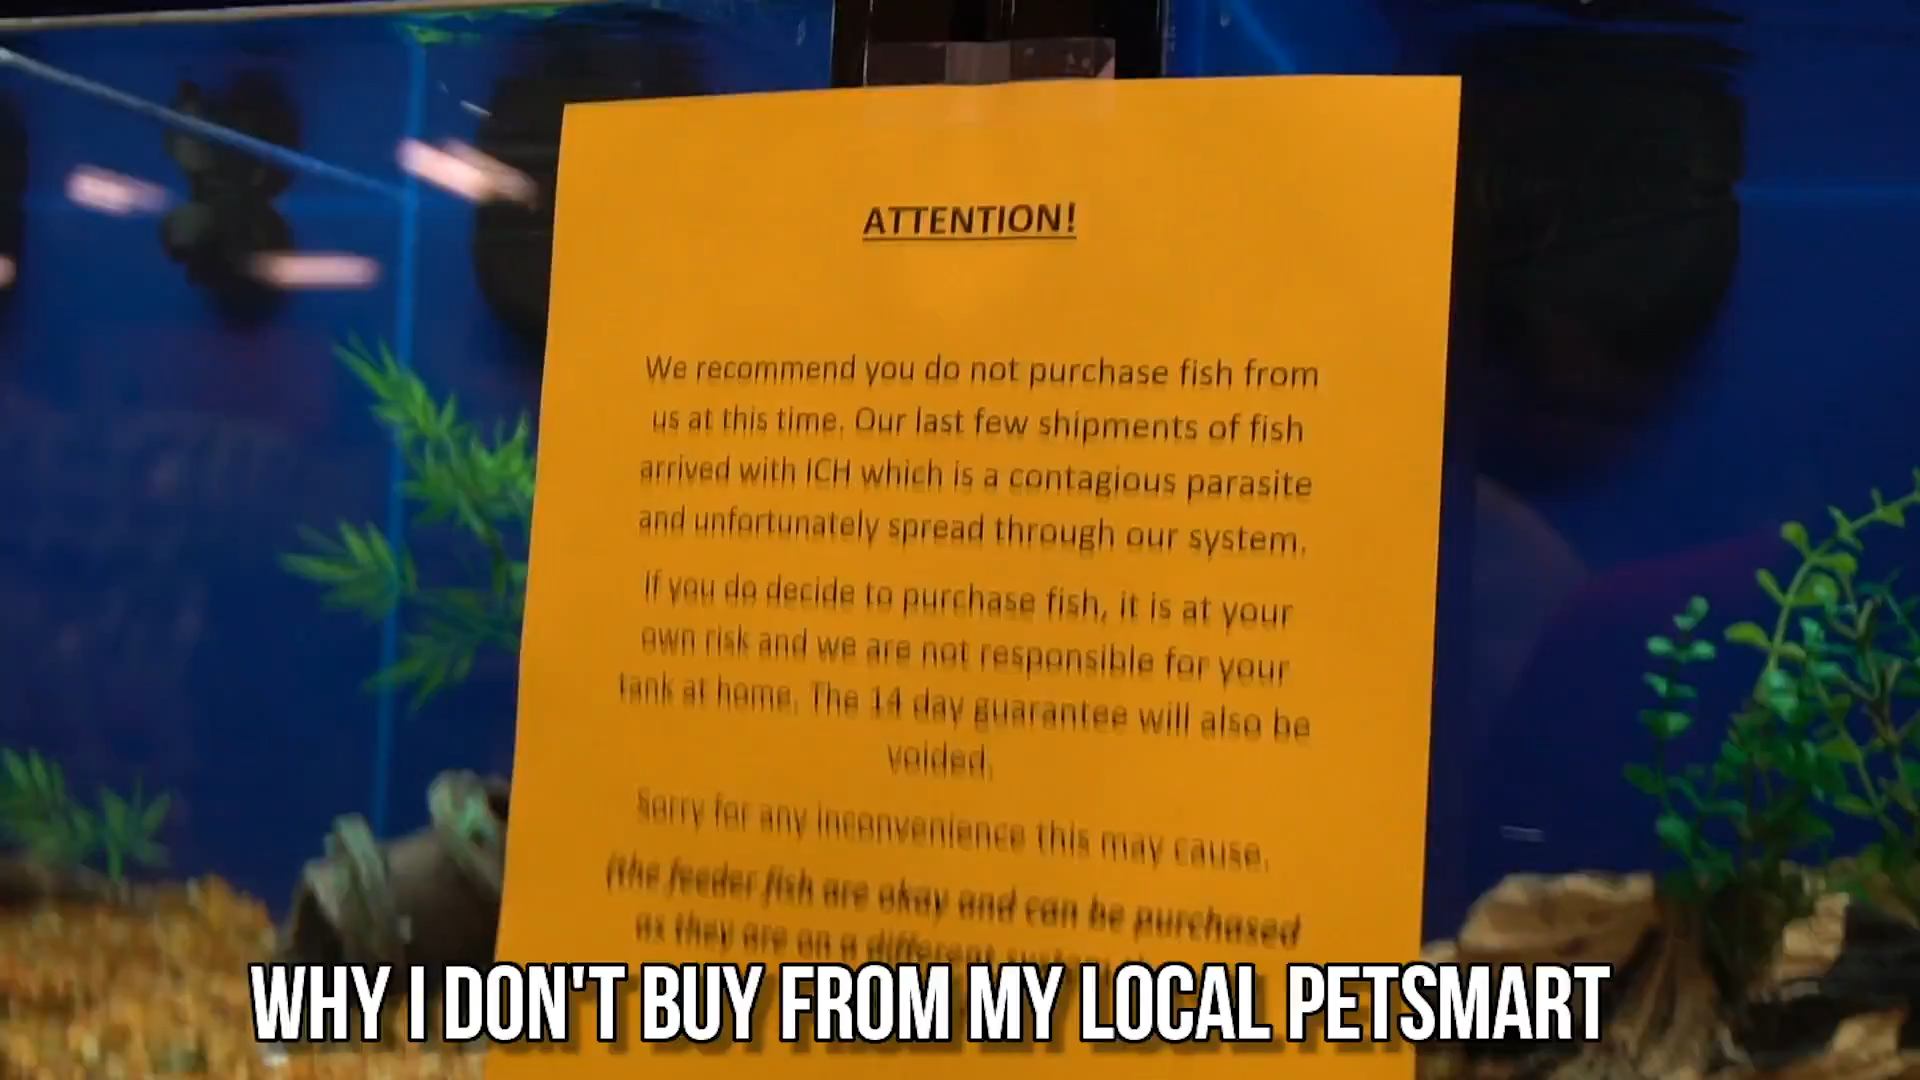 ATTENTION!
We recommend you do not purchase fish from
us at this time. Our last few shipments of fish
arrived with ICH which is a contagious parasite
and unfortunately spread through our system.
If you do decide to purchase fish, it is at your
own risk and we are not responsible for your
tank at home. The 14 day guarantee will also be
voided.
Sorry for any inconvenience this may cause.
(the feeder fish are okay and can be purchased
as they are on a different system
WHY I DON'T BUY FROM MY LOCAL PETSMART